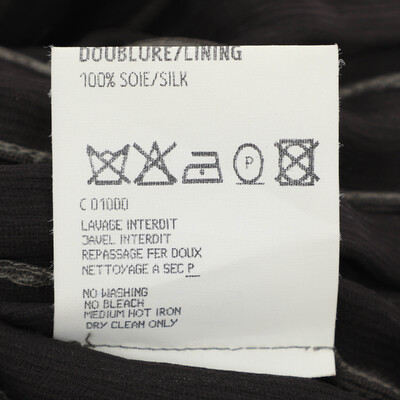 DOUBLURE/LINING
100% SOIE/SILK
P
C 01000
LAVAGE INTERDIT
JAVEL INTERDIT
REPASSAGE FER DOUX
NETTOYAGE A SEC P
NO WASHING
NO BLEACH
MEDIUM HOT IRON
DRY CLEAN ONLY